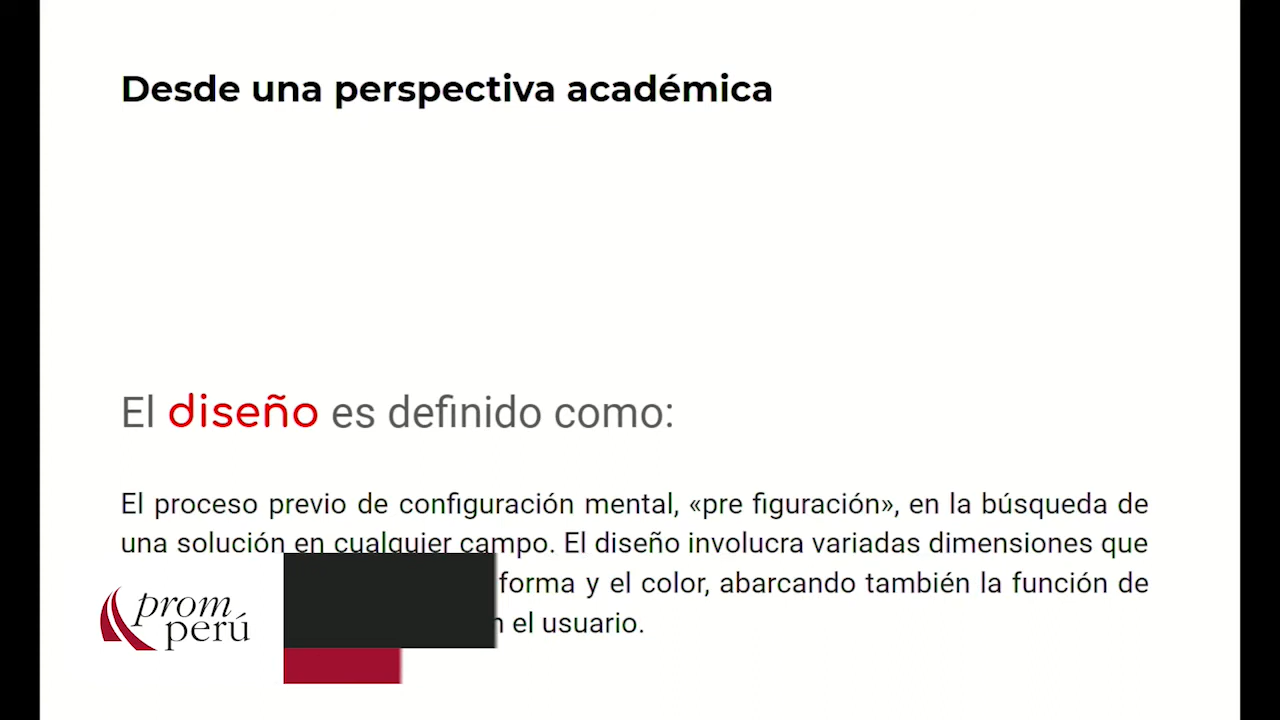 Desde una perspectiva académica
El diseño es definido como:
El proceso previo de configuración mental, «pre figuración», en la búsqueda de
una solución en cualquier campo. El diseño involucra variadas dimensiones que
forma y el color, abarcando también la función de
el usuario.
prom
perú